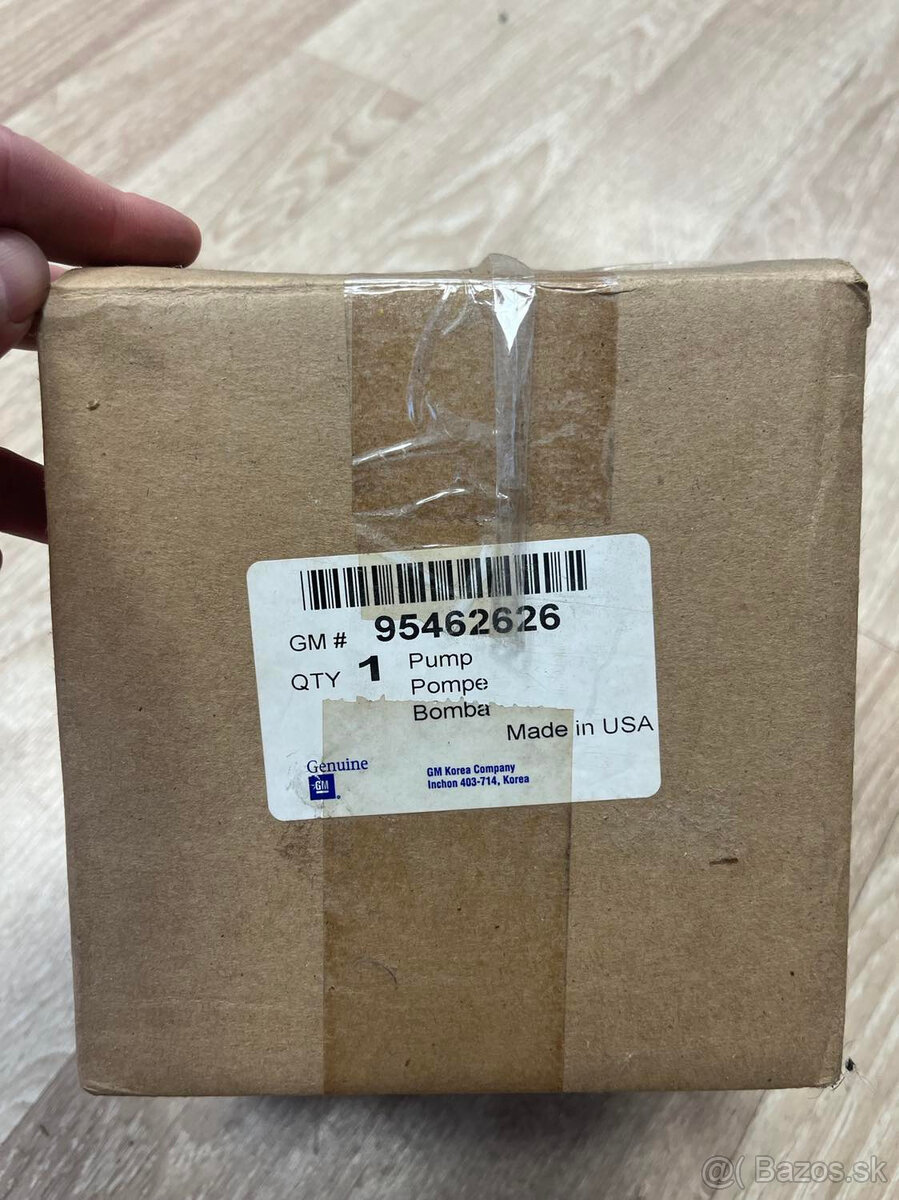 GM # 95462626
QTY 1 Pump
Pompe
Bomba
Made in USA
Genuine
GM
GM Korea Company
Inchon 403-714, Korea
@( Bazos.sk